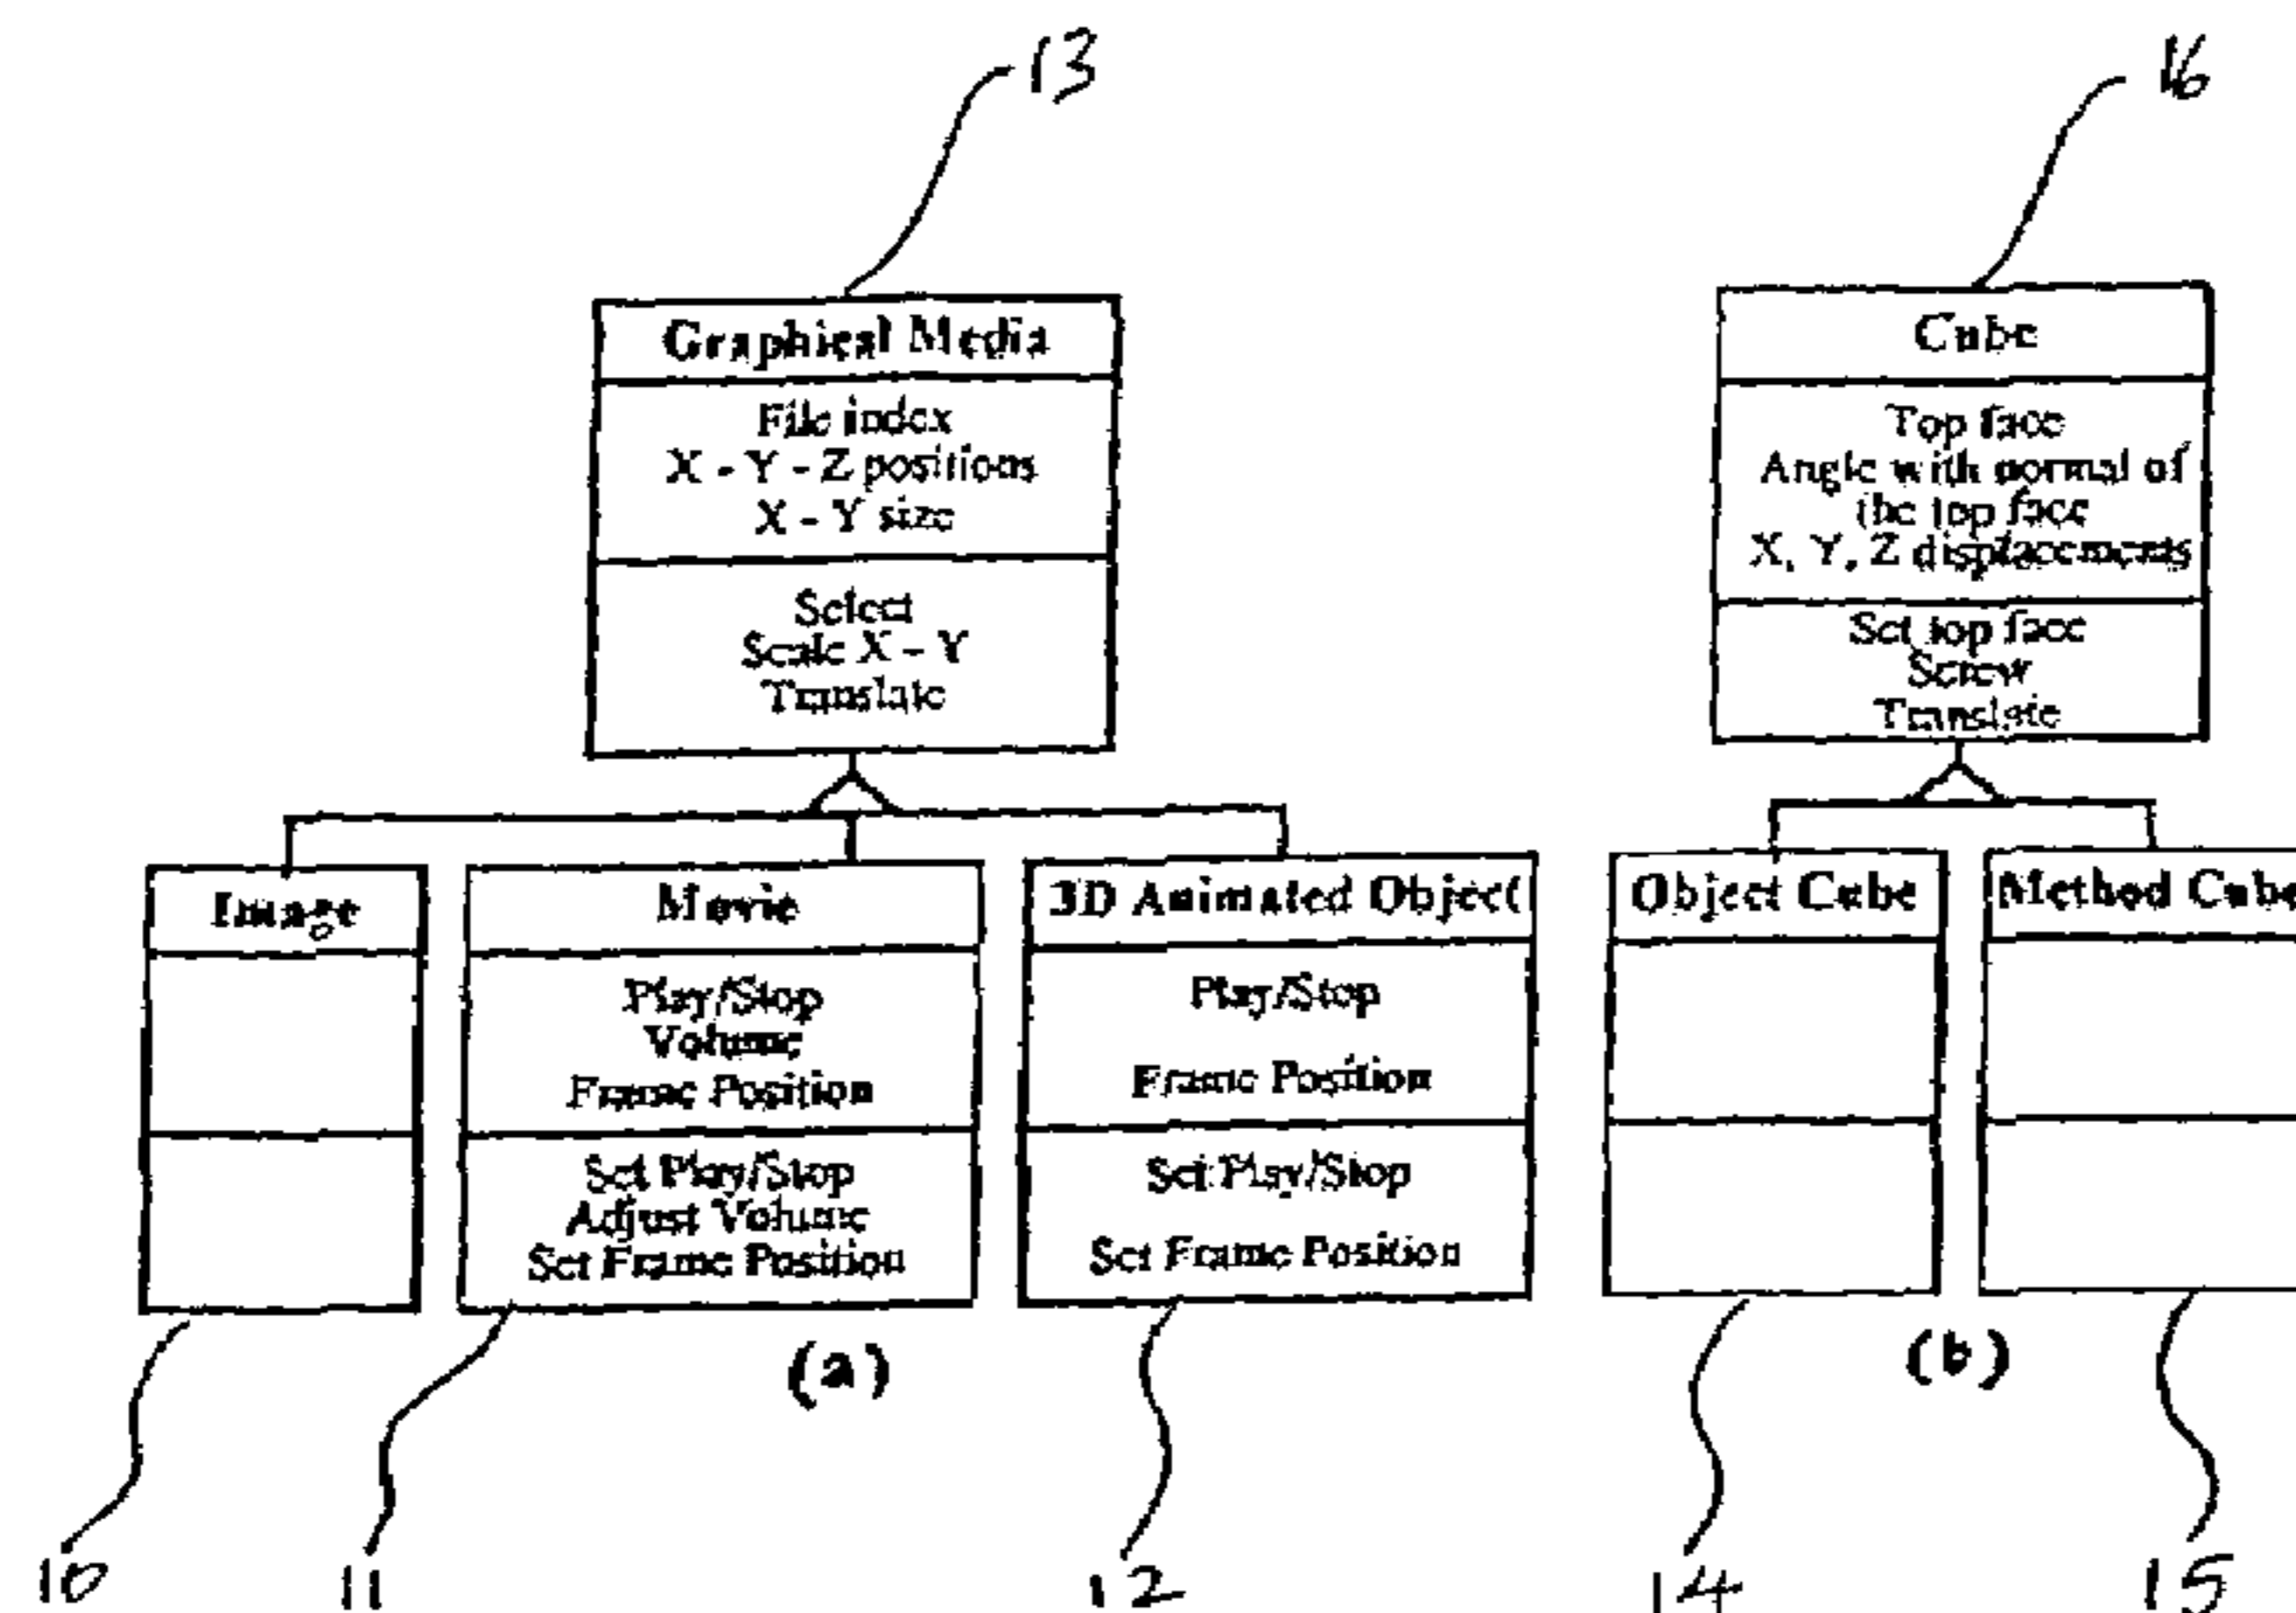 13
16
Graphical Media
File index
X - Y - Z positions
X - Y size
Select
Scale X - Y
Translate
Cube
Top face
Angle with normal of
the top face
X, Y, Z displacements
Set top face
Screw
Translate
Image
Movie
Play/Stop
Volume
Frame Position
Set Play/Stop
Adjust Volume
Set Frame Position
3D Animated Object
Play/Stop
Frame Position
Set Play/Stop
Set Frame Position
Object Cube
Method Cube
(a)
(b)
10
11
12
14
15